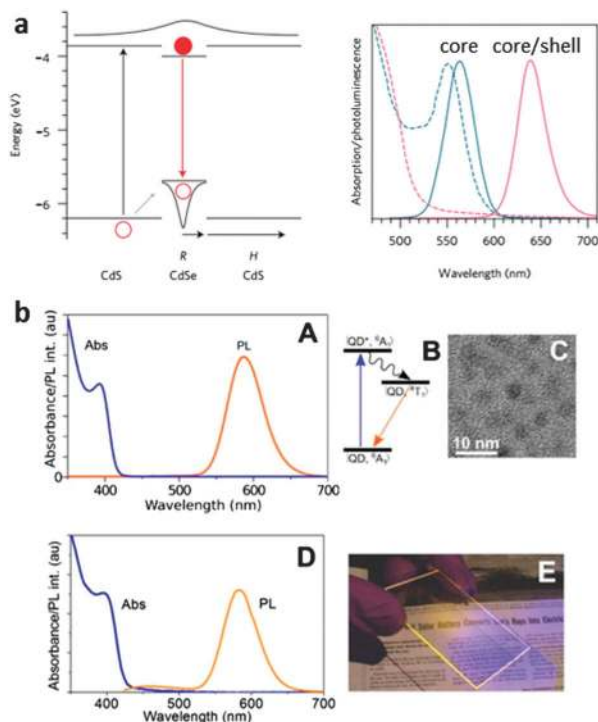 a
Energy (eV)
−4
−5
−6
R
H
CdS
CdSe
CdS
core
core/shell
Absorption/photoluminescence
500
550
600
650
700
Wavelength (nm)
b
A
Abs
PL
Absorbance/PL int. (au)
0
400
500
600
700
Wavelength (nm)
B
C
10 nm
D
Abs
PL
Absorbance/PL int. (au)
400
500
600
700
Wavelength (nm)
E